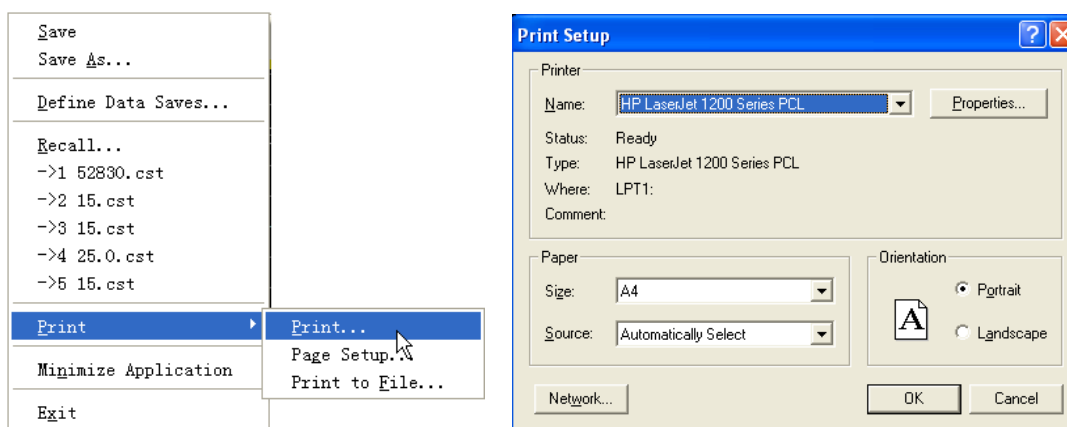 Save
Save As...
Define Data Saves...
Recall...
->1 52830.cst
->2 15.cst
->3 15.cst
->4 25.0.cst
->5 15.cst
Print
Print...
Page Setup...
Print to File...
Minimize Application
Exit
Print Setup
Printer
Name: HP LaserJet 1200 Series PCL Properties...
Status: Ready
Type: HP LaserJet 1200 Series PCL
Where: LPT1:
Comment:
Paper
Size: A4
Source: Automatically Select
Orientation
A
Portrait
Landscape
Network... OK Cancel